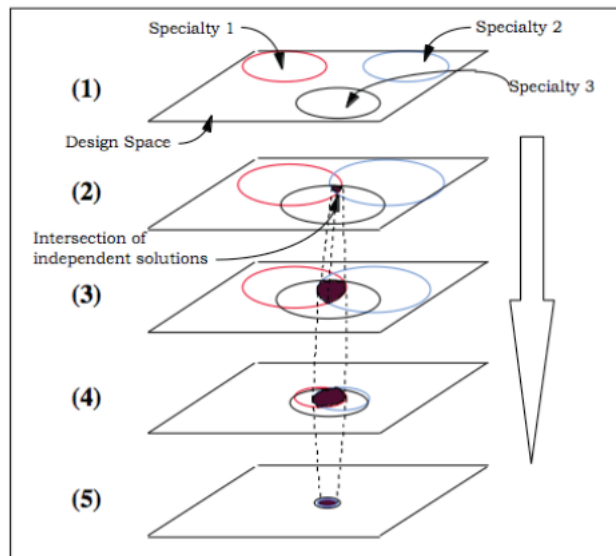 Specialty 1
Specialty 2
(1)
Specialty 3
Design Space
(2)
Intersection of
independent solutions
(3)
(4)
(5)